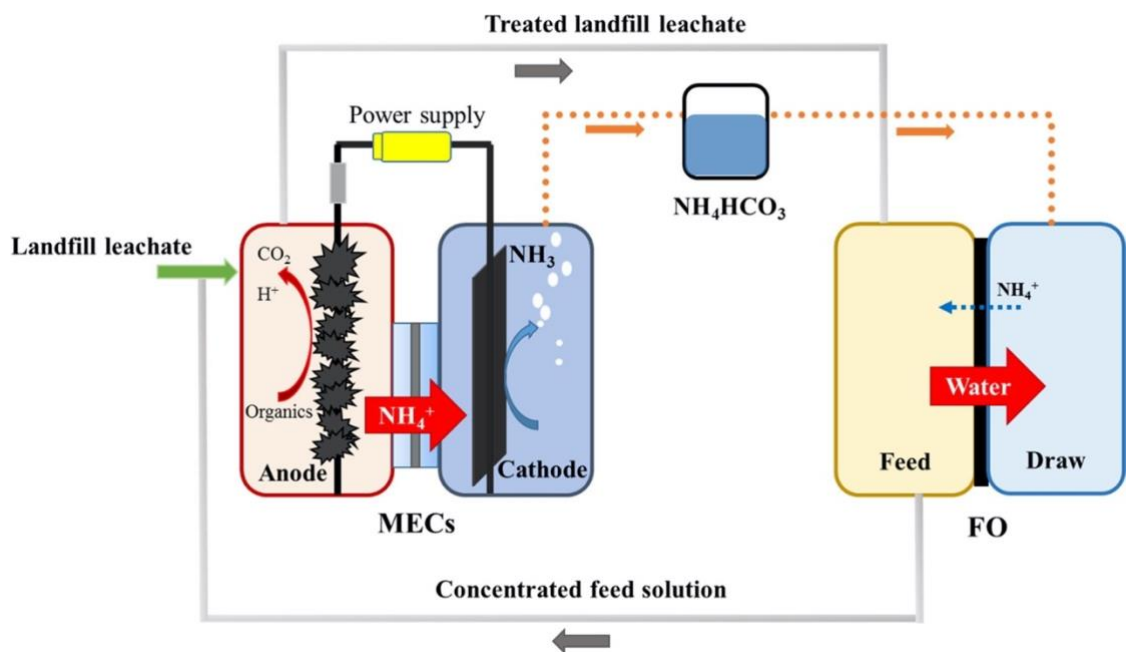 Treated landfill leachate
Power supply
NH₄HCO₃
Landfill leachate
CO₂
H⁺
Organics
Anode
NH₄⁺
NH₃
Cathode
MECs
NH₄⁺
Water
Feed
Draw
FO
Concentrated feed solution